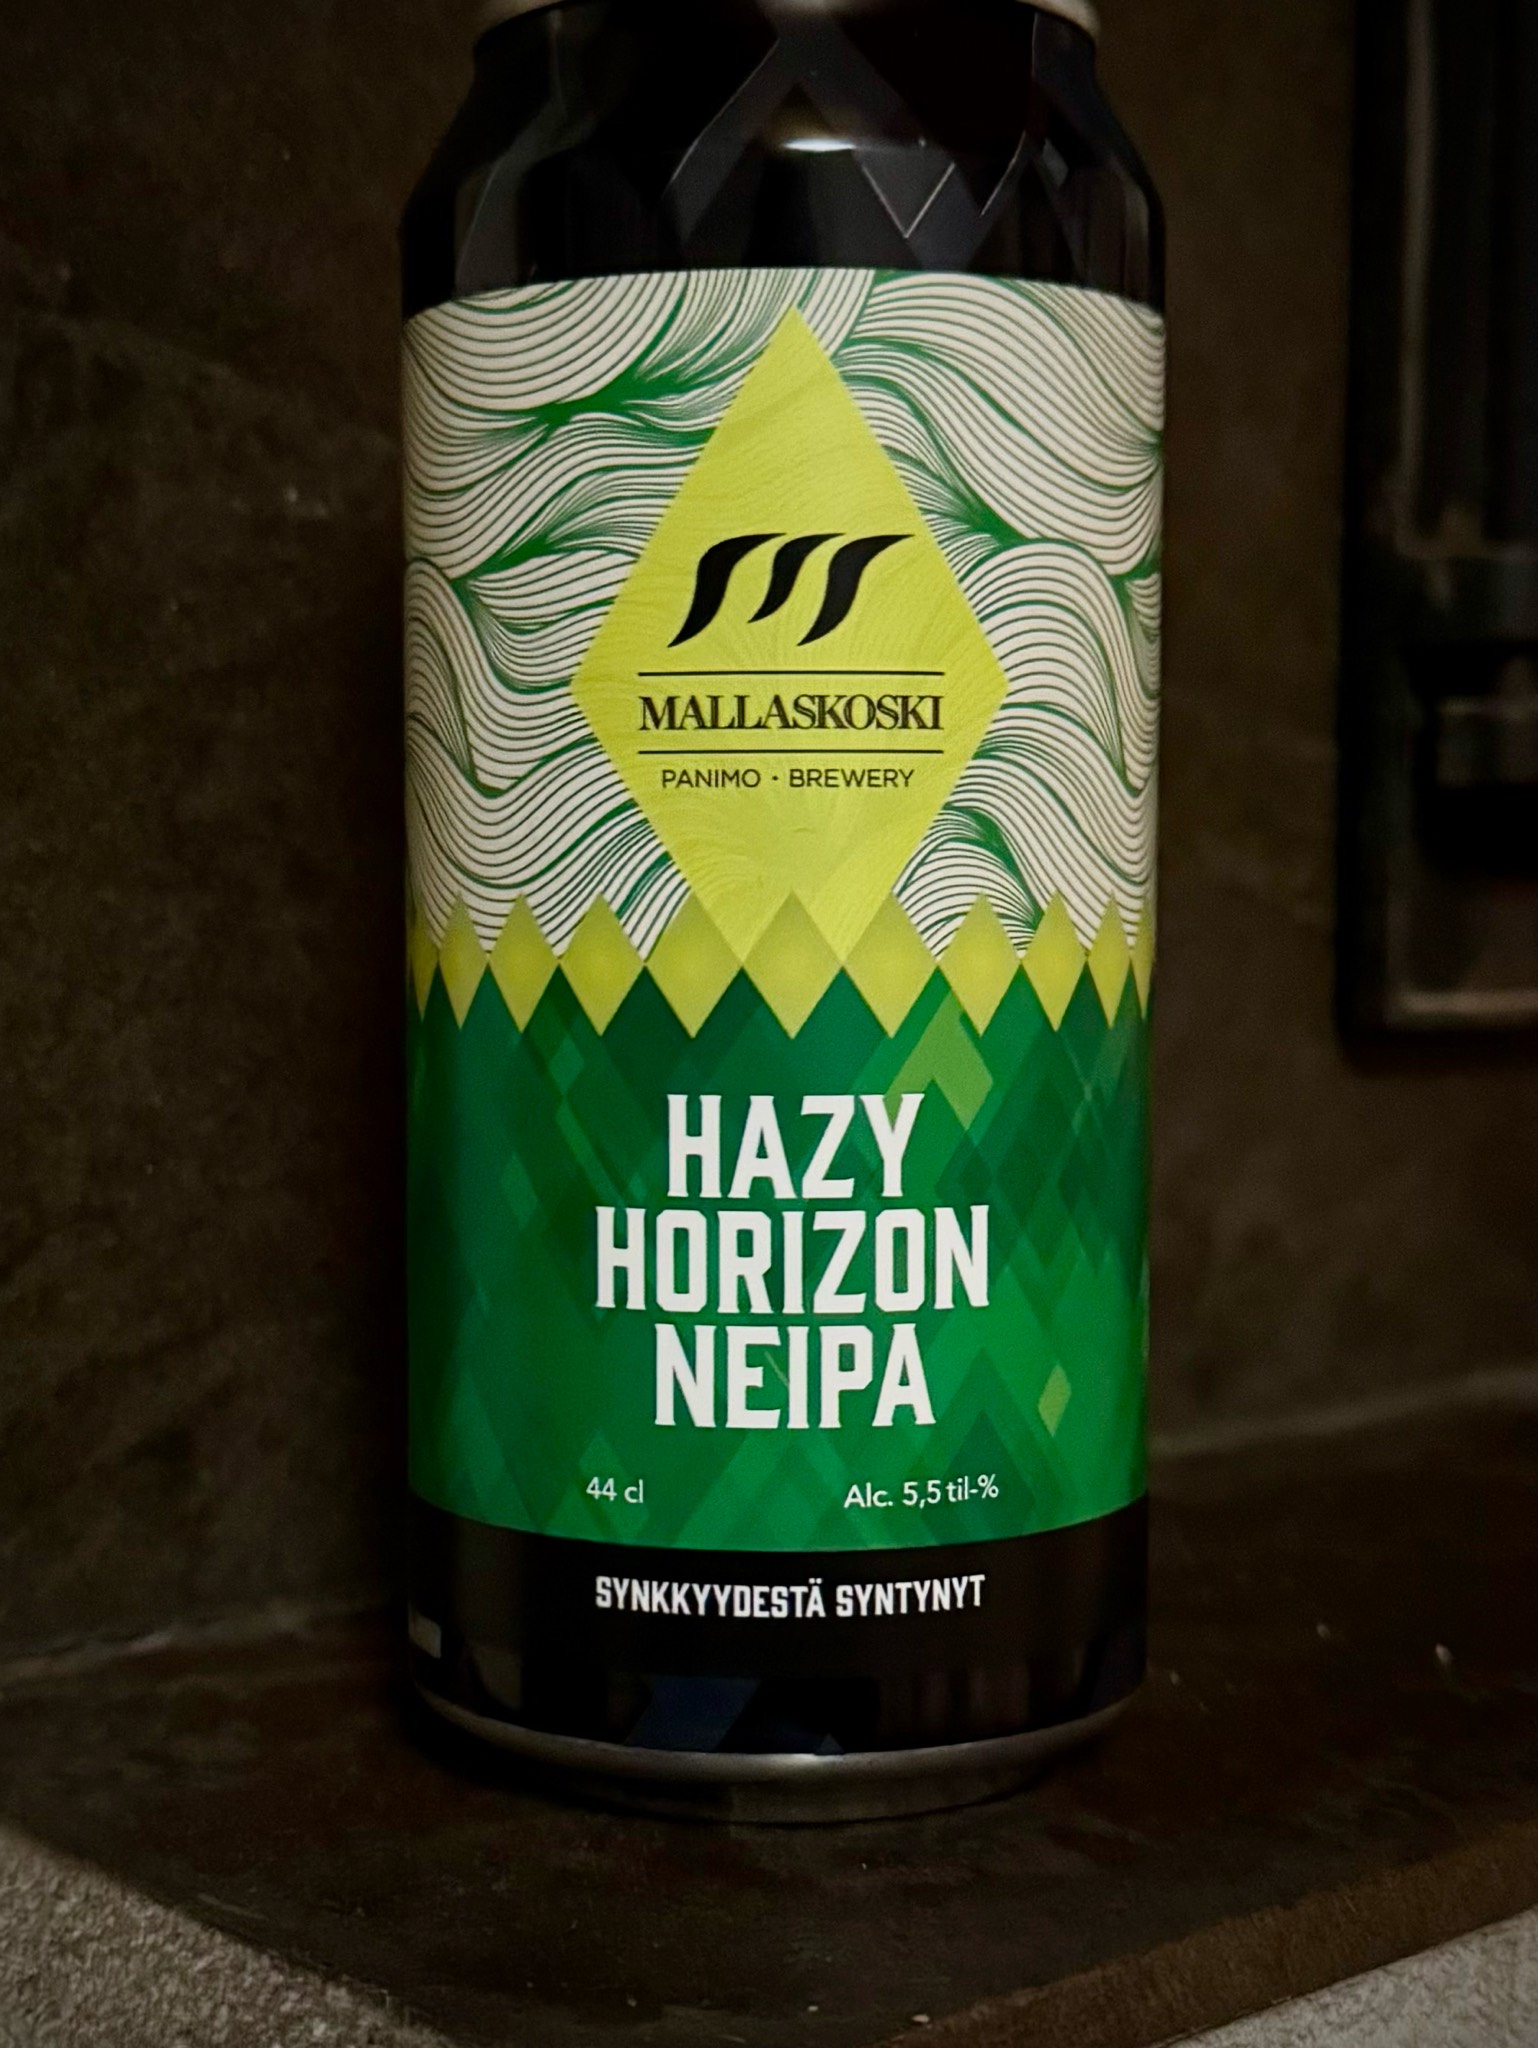 MALLASKOSKI
PANIMO · BREWERY
HAZY
HORIZON
NEIPA
44 cl Alc. 5,5 til-%
SYNKKYYDESTÄ SYNTYNYT